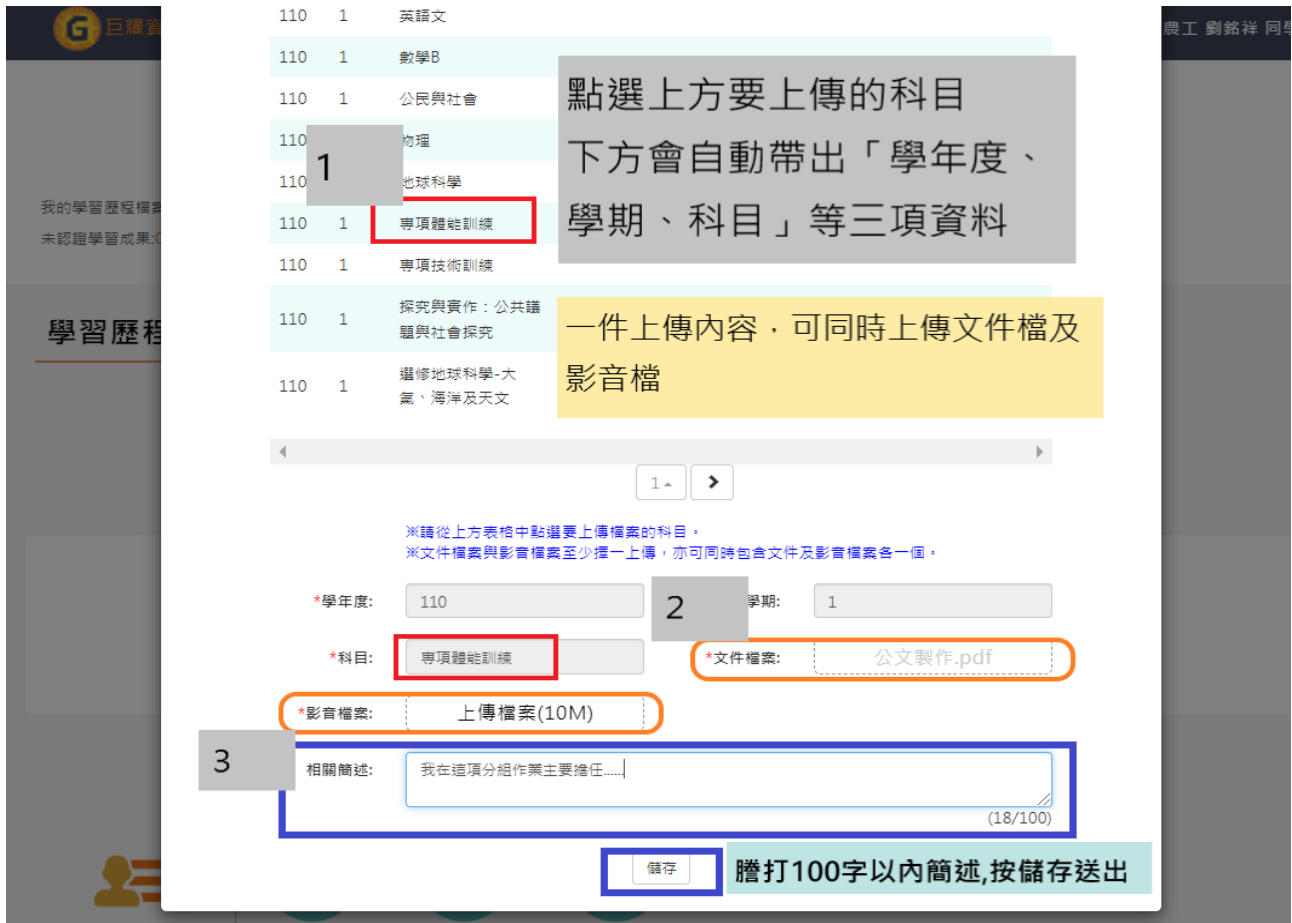 巨耀資
農工 劉銘祥 同學
110 1 英語文
110 1 數學B
110 1 公民與社會
110 物理
110 地球科學
1
110 1 專項體能訓練
110 1 專項技術訓練
110 1 探究與實作：公共議
題與社會探究
110 1 選修地球科學-大
氣、海洋及天文
點選上方要上傳的科目
下方會自動帶出「學年度、
學期、科目」等三項資料
一件上傳內容，可同時上傳文件檔及
影音檔
我的學習歷程檔案
未認證學習成果:0
學習歷程
1
※請從上方表格中點選要上傳檔案的科目。
※文件檔案與影音檔案至少擇一上傳，亦可同時包含文件及影音檔案各一個。
*學年度: 110
2
學期: 1
*科目: 專項體能訓練
*文件檔案: 公文製作.pdf
*影音檔案: 上傳檔案(10M)
3
相關簡述: 我在這項分組作業主要擔任......
(18/100)
儲存
謄打100字以內簡述,按儲存送出